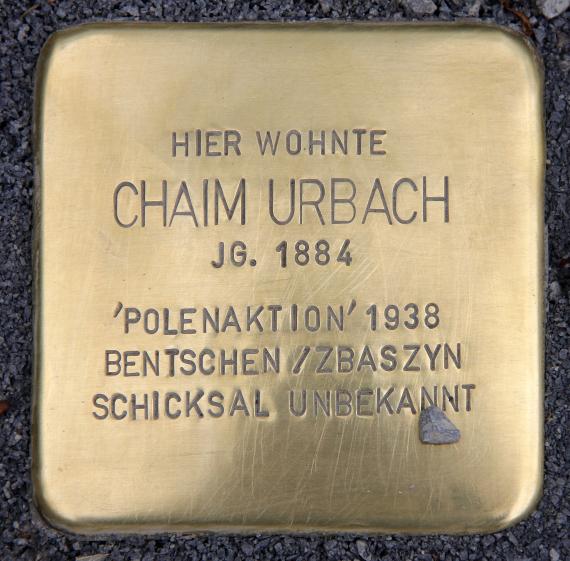 HIER WOHNTE
CHAIM URBACH
JG. 1884
'POLENAKTION' 1938
BENTSCHEN / ZBASZYN
SCHICKSAL UNBEKANNT